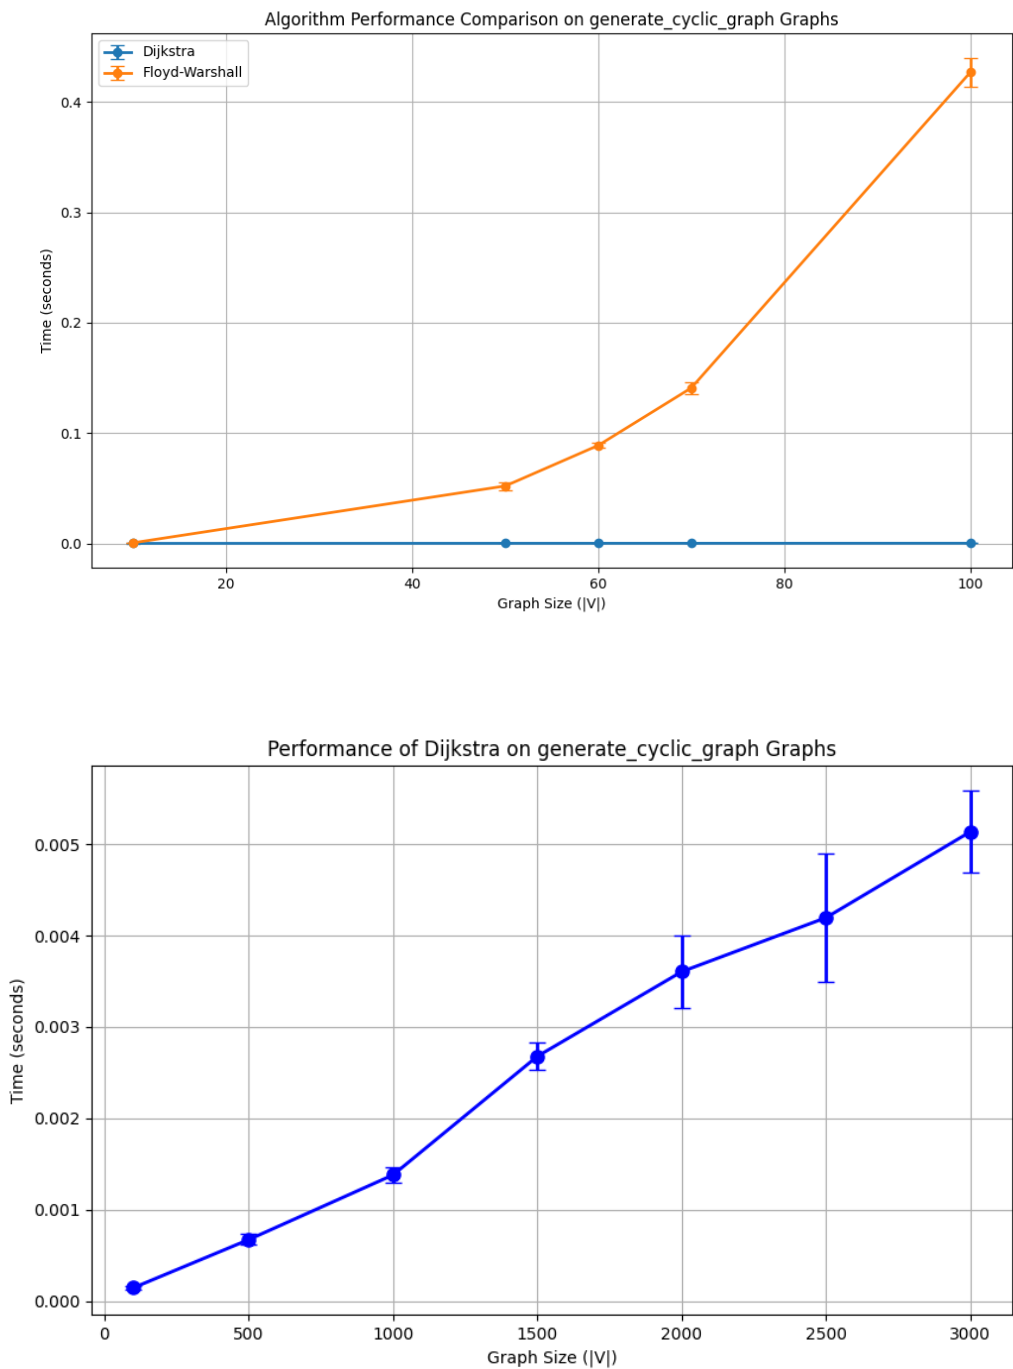 Algorithm Performance Comparison on generate_cyclic_graph Graphs
Dijkstra
Floyd-Warshall
0.4
0.3
0.2
0.1
0.0
Time (seconds)
20 40 60 80 100
Graph Size (|V|)
Performance of Dijkstra on generate_cyclic_graph Graphs
0.005
0.004
0.003
0.002
0.001
0.000
Time (seconds)
0 500 1000 1500 2000 2500 3000
Graph Size (|V|)